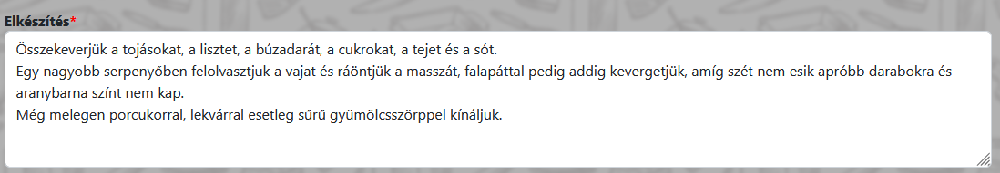 Elkészítés*
Összekeverjük a tojásokat, a lisztet, a búzadarát, a cukrokat, a tejet és a sót.
Egy nagyobb serpenyőben felolvasztjuk a vajat és ráöntjük a masszát, falapáttal pedig addig kevergetjük, amíg szét nem esik apróbb darabokra és
aranybarna színt nem kap.
Még melegen porcukorral, lekvárral esetleg sűrű gyümölcsszörppel kínáljuk.